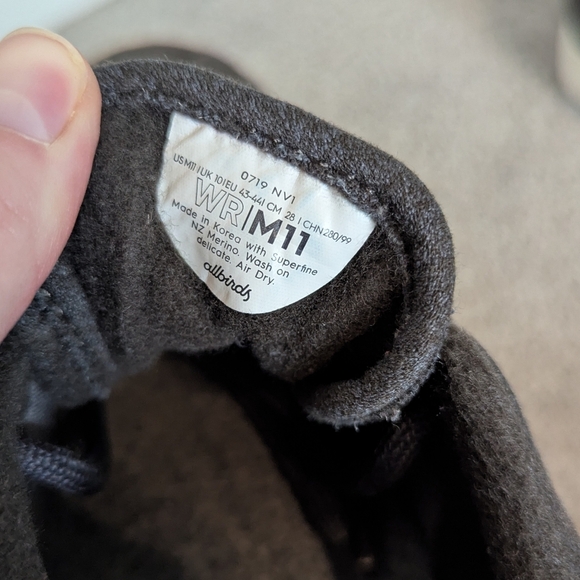 0719 NV1
US M11 | UK 10 | EU 43-44 | CM 28 | CHN 280/99
WR|M11
Made in Korea with Superfine
NZ Merino. Wash on
delicate. Air Dry.
allbirds